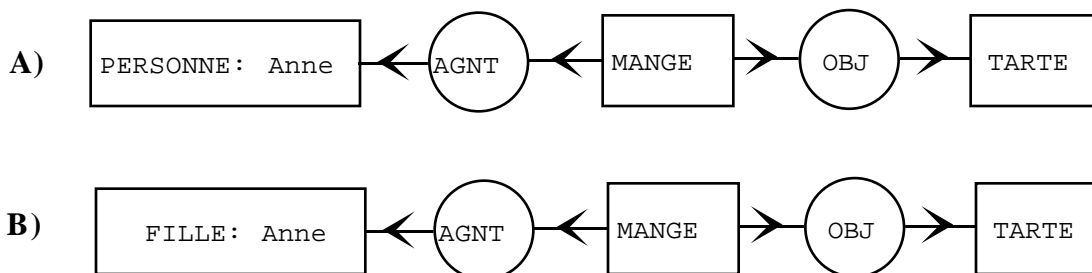 A) PERSONNE: Anne AGNT MANGE OBJ TARTE
B) FILLE: Anne AGNT MANGE OBJ TARTE